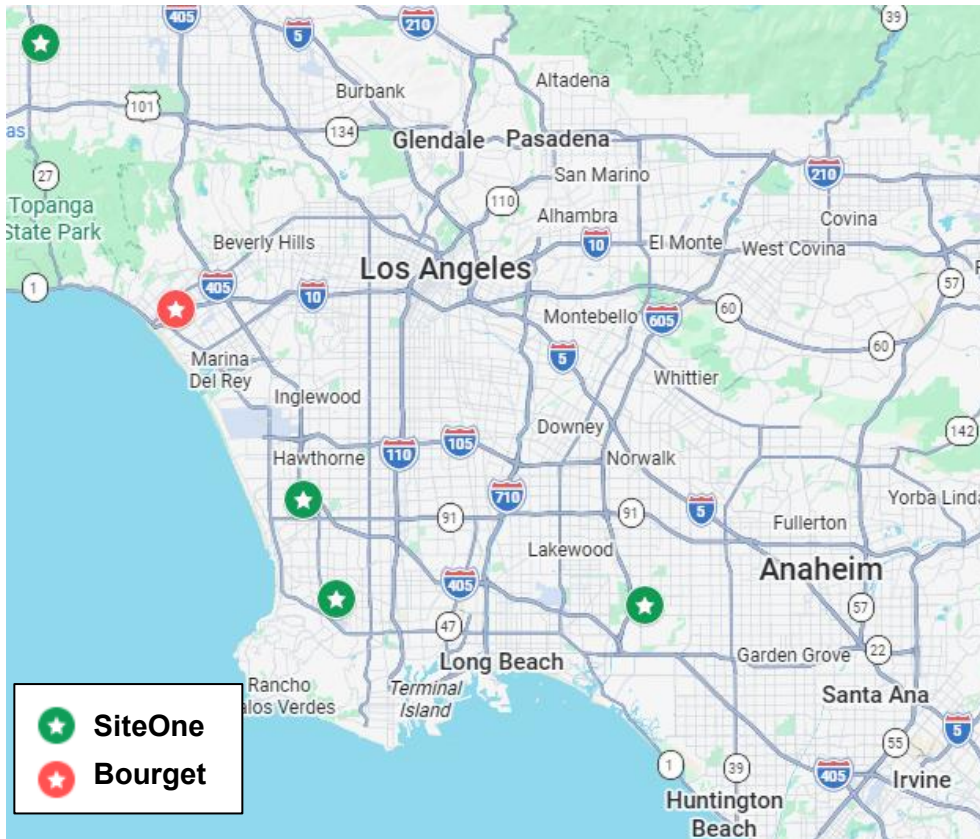 405
5
210
39
Altadena
Burbank
101
as
134
Glendale
Pasadena
210
27
San Marino
110
Topanga
State Park
Alhambra
Covina
Beverly Hills
10
El Monte
West Covina
Los Angeles
1
405
10
57
Montebello
605
60
60
5
Marina
Del Rey
Whittier
Inglewood
Downey
142
Hawthorne
110
105
Norwalk
710
Yorba Linda
91
91
5
Fullerton
Lakewood
Anaheim
405
57
47
22
Long Beach
Garden Grove
Rancho
alos Verdes
Terminal
Island
Santa Ana
SiteOne
5
55
Bourget
1
39
405
Irvine
Huntington
Beach